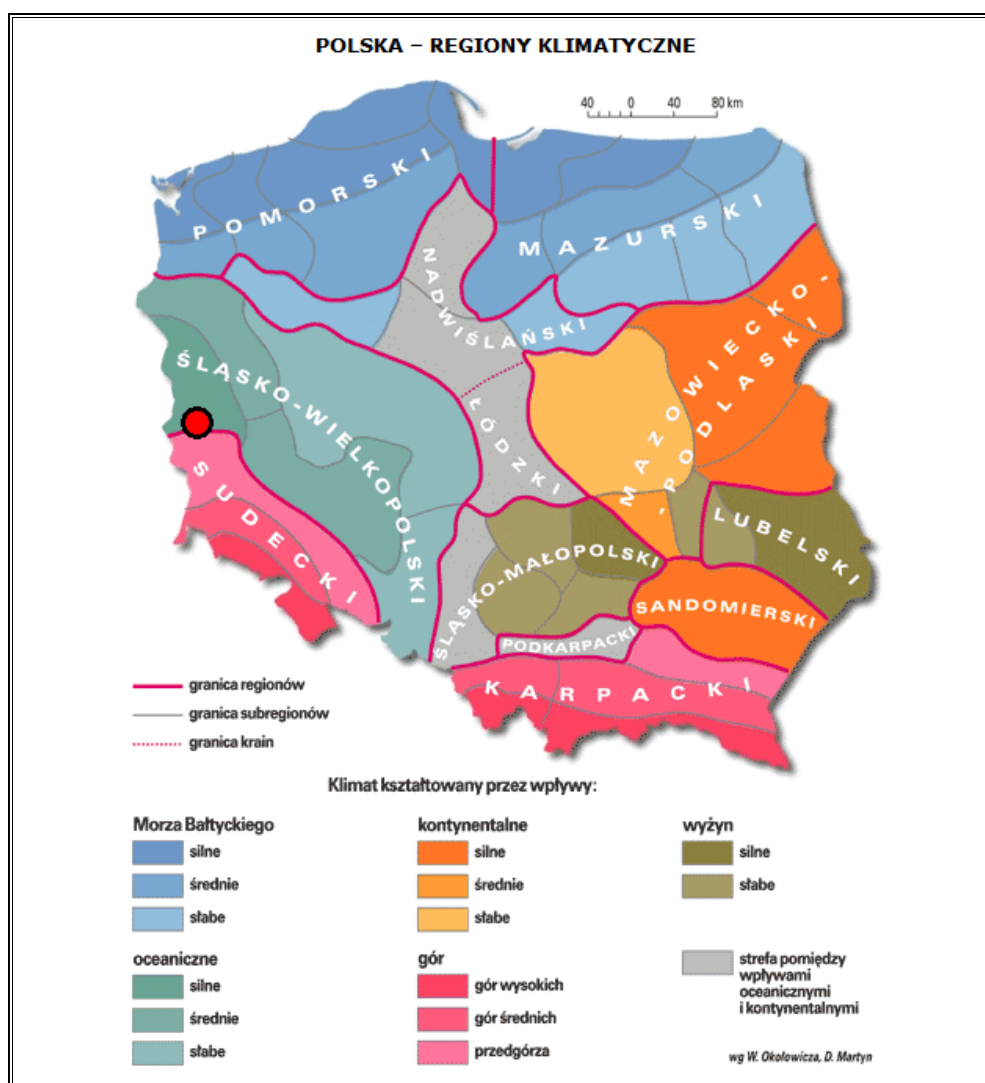 POLSKA – REGIONY KLIMATYCZNE
40 0 40 80 km
POMORSKI
MAZURSKI
NADWIŚLAŃSKI
MAZOWIECKO-
-PODLASKI
ŚLĄSKO-WIELKOPOLSKI
ŁÓDZKI
SUDECKI
LUBELSKI
ŚLĄSKO-MAŁOPOLSKI
SANDOMIERSKI
PODKARPACKI
KARPACKI
granica regionów
granica subregionów
granica krain
Klimat kształtowany przez wpływy:
Morza Bałtyckiego
silne
średnie
słabe
kontynentalne
silne
średnie
słabe
wyżyn
silne
słabe
oceaniczne
silne
średnie
słabe
gór
gór wysokich
gór średnich
przedgórza
strefa pomiędzy
wpływami
oceanicznymi
i kontynentalnymi
wg W. Okołowicza, D. Martyn